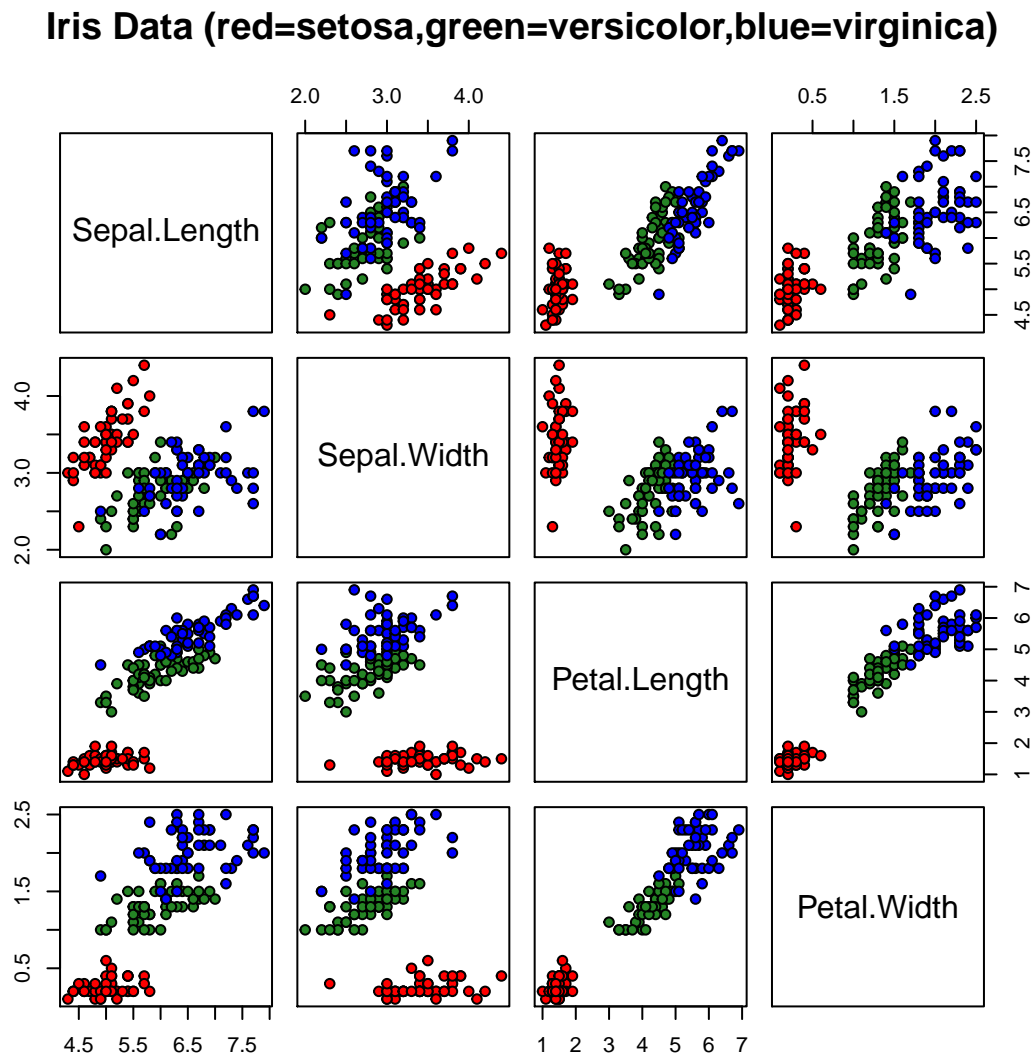 Iris Data (red=setosa,green=versicolor,blue=virginica)
2.0 3.0 4.0 0.5 1.5 2.5
Sepal.Length
4.5 5.5 6.5 7.5
2.0 3.0 4.0
Sepal.Width
Petal.Length
1 2 3 4 5 6 7
0.5 1.5 2.5
Petal.Width
4.5 5.5 6.5 7.5 1 2 3 4 5 6 7